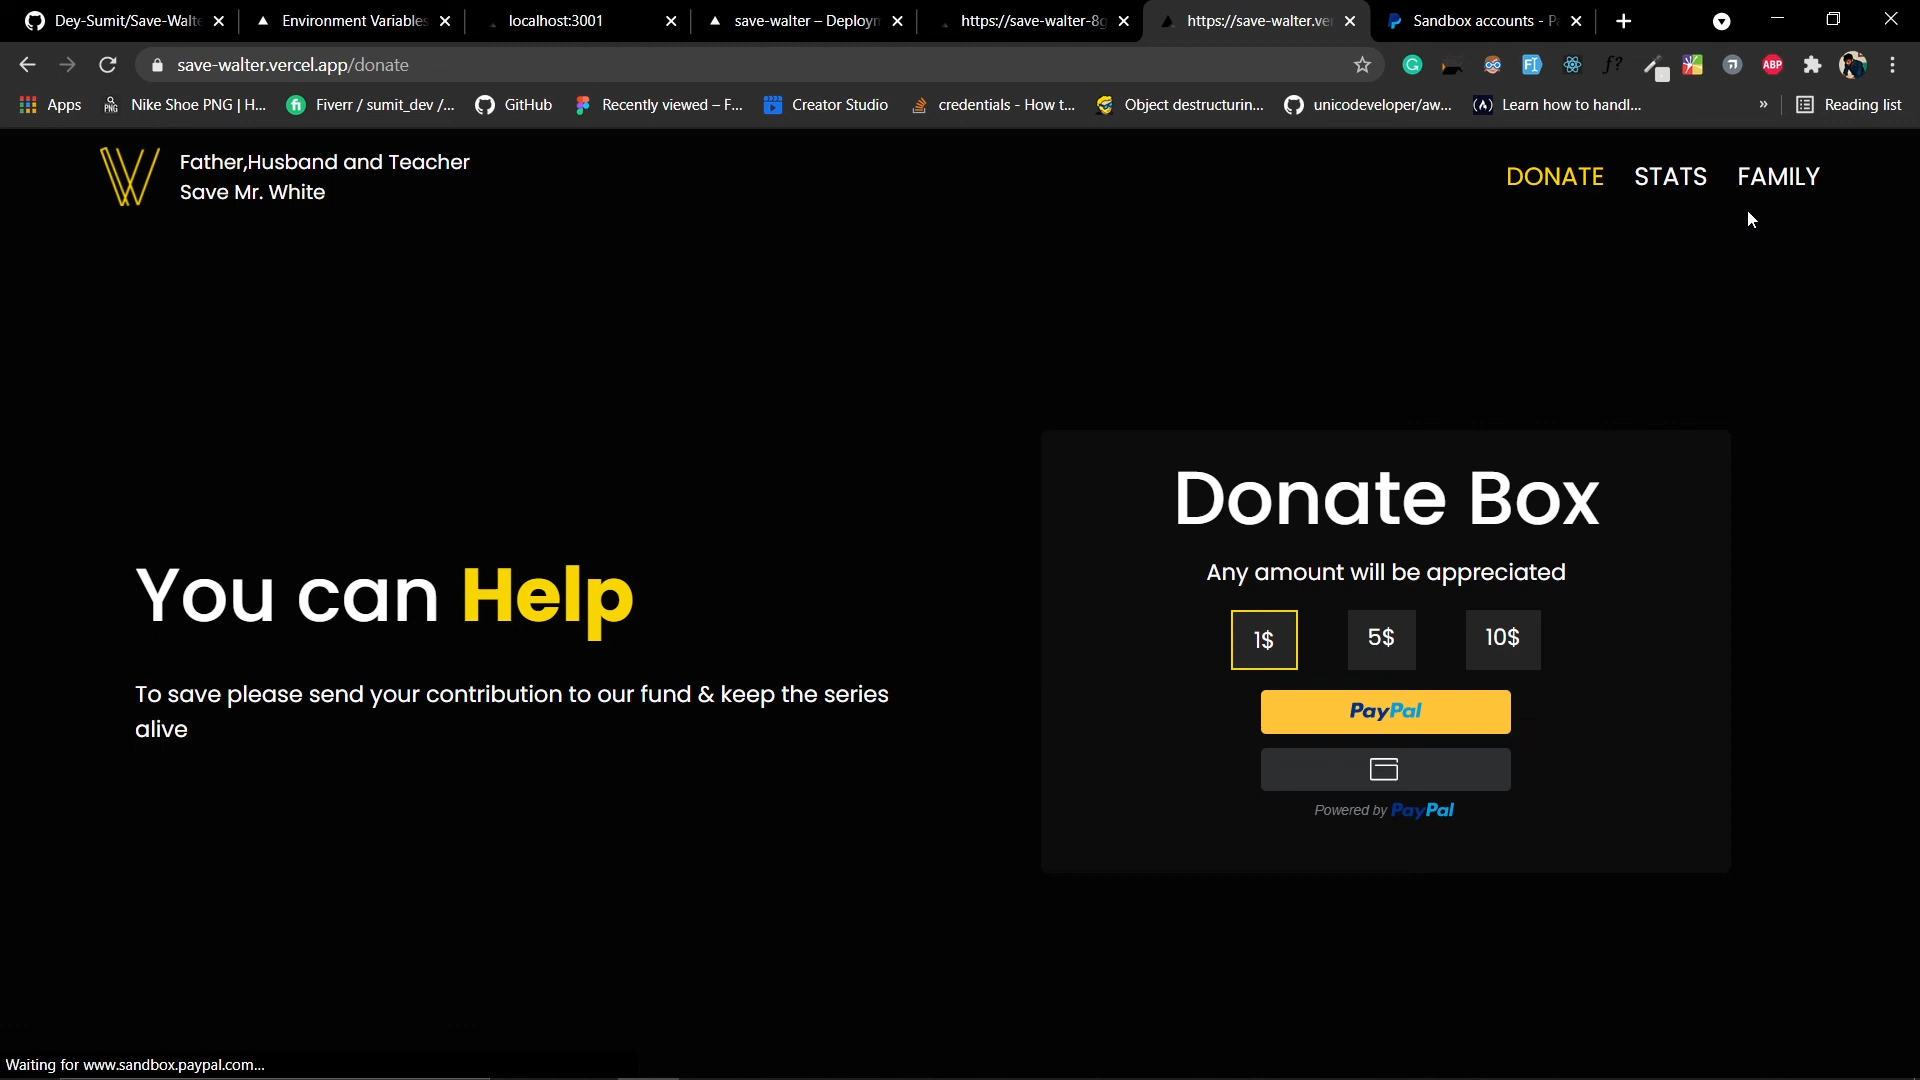 Dey-Sumit/Save-Walte
Environment Variables
localhost:3001
save-walter – Deploym
https://save-walter-8g
https://save-walter.ve
Sandbox accounts - P
save-walter.vercel.app/donate
Apps
Nike Shoe PNG | H...
Fiverr / sumit_dev /...
GitHub
Recently viewed – F...
Creator Studio
credentials - How t...
Object destructurin...
unicodeveloper/aw...
Learn how to handl...
»
Reading list
Father,Husband and Teacher
Save Mr. White
DONATE
STATS
FAMILY
You can Help
To save please send your contribution to our fund & keep the series
alive
Donate Box
Any amount will be appreciated
1$
5$
10$
PayPal
Powered by PayPal
Waiting for www.sandbox.paypal.com...